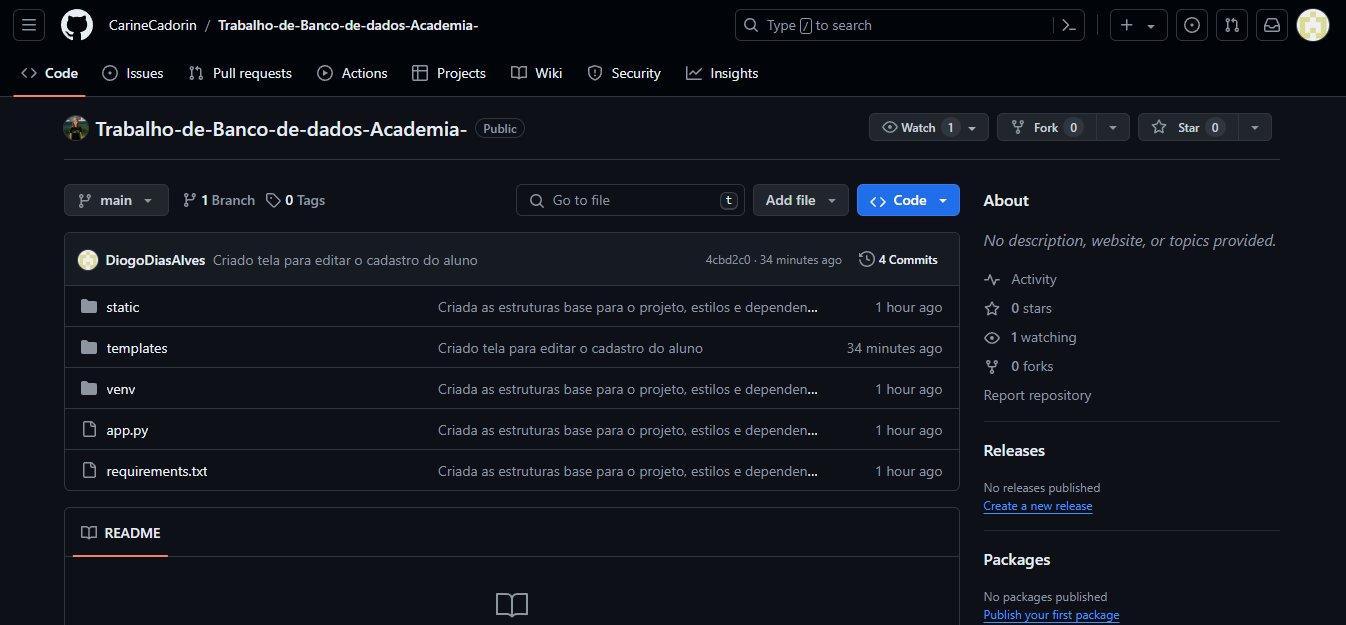 CarineCadorin / Trabalho-de-Banco-de-dados-Academia-
Type / to search
Code Issues Pull requests Actions Projects Wiki Security Insights
Trabalho-de-Banco-de-dados-Academia- Public
Watch 1 Fork 0 Star 0
main 1 Branch 0 Tags Go to file t Add file Code
DiogoDiasAlves Criado tela para editar o cadastro do aluno 4cbd2c0 · 34 minutes ago 4 Commits
static Criada as estruturas base para o projeto, estilos e dependen... 1 hour ago
templates Criado tela para editar o cadastro do aluno 34 minutes ago
venv Criada as estruturas base para o projeto, estilos e dependen... 1 hour ago
app.py Criada as estruturas base para o projeto, estilos e dependen... 1 hour ago
requirements.txt Criada as estruturas base para o projeto, estilos e dependen... 1 hour ago
README
About
No description, website, or topics provided.
Activity
0 stars
1 watching
0 forks
Report repository
Releases
No releases published
Create a new release
Packages
No packages published
Publish your first package